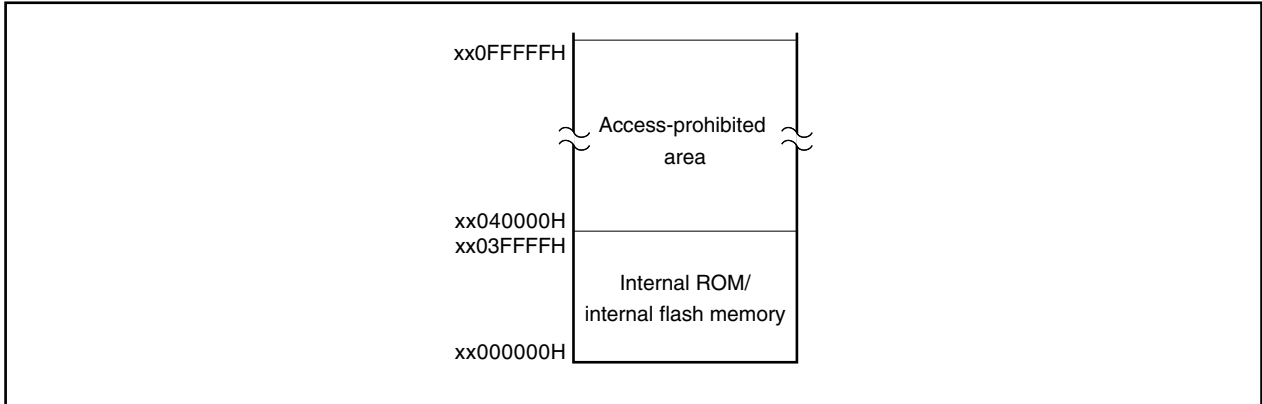 xx0FFFFFH
Access-prohibited
area
xx040000H
xx03FFFFH
Internal ROM/
internal flash memory
xx000000H